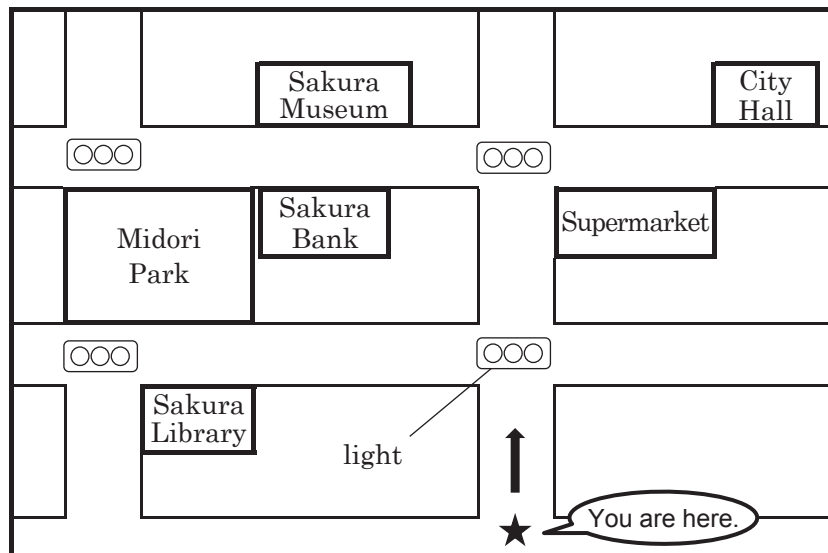 Sakura
Museum
City
Hall
Midori
Park
Sakura
Bank
Supermarket
Sakura
Library
light
You are here.